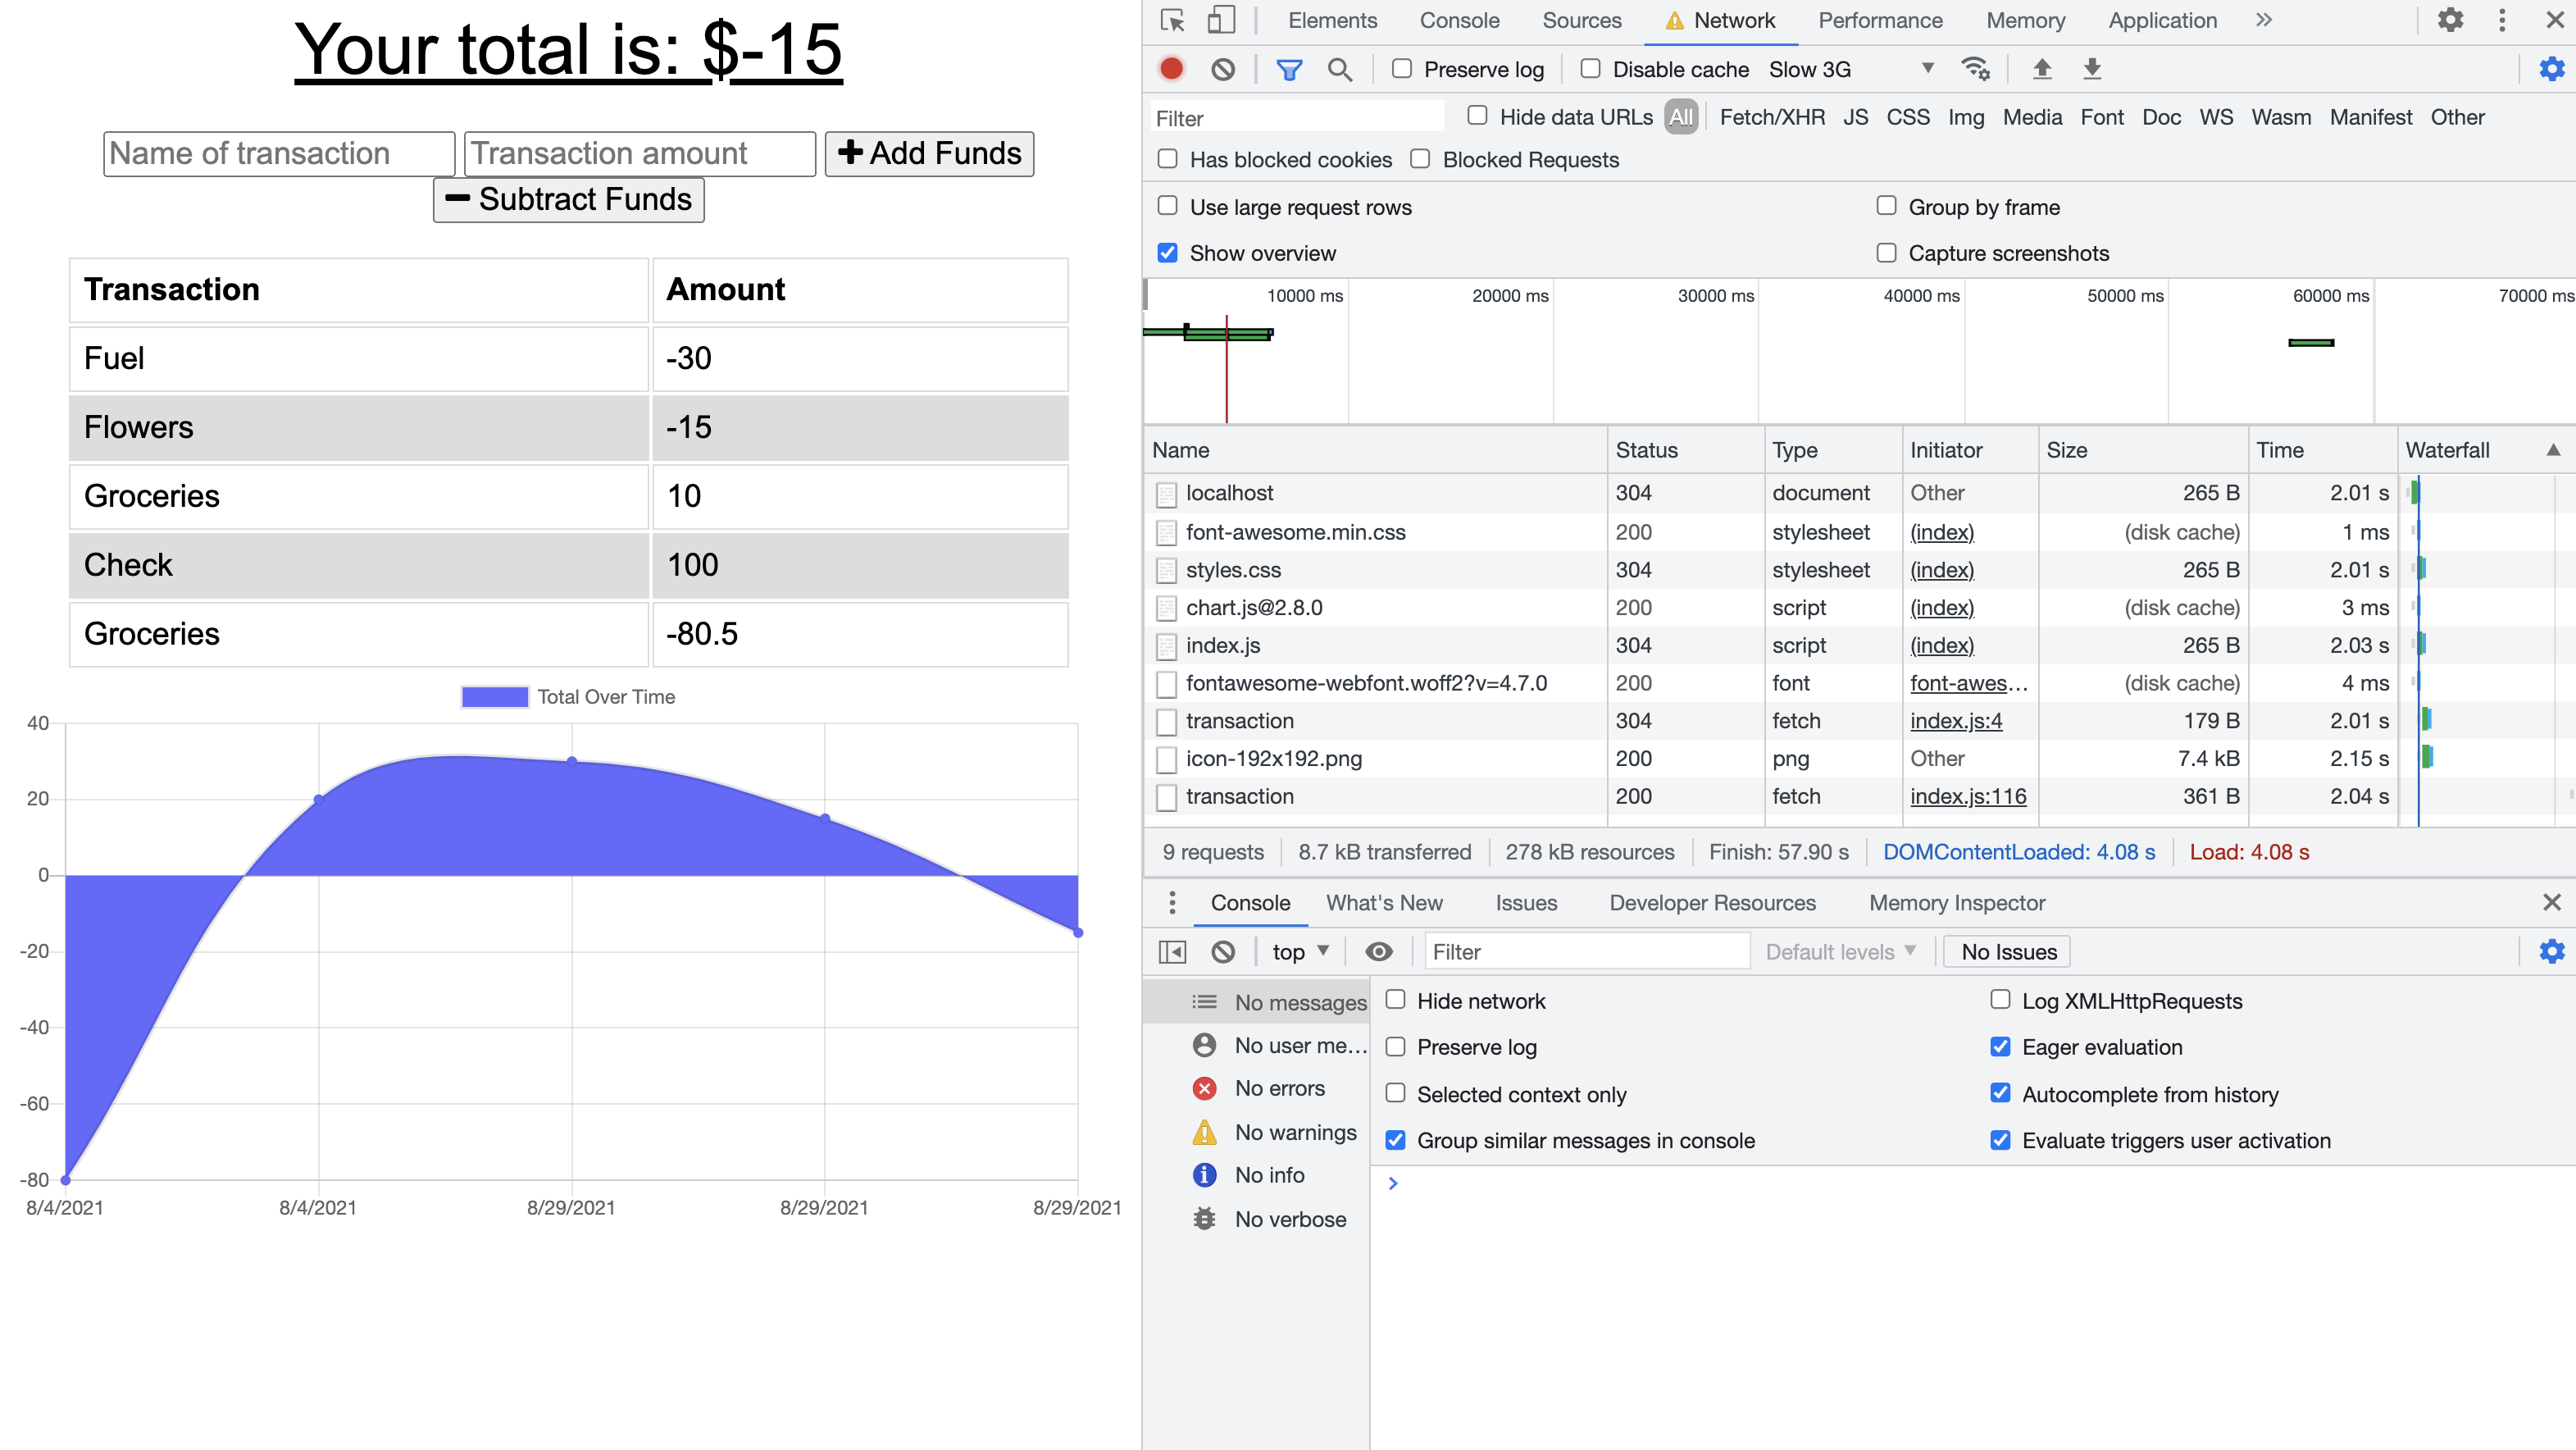 Your total is: $-15
Name of transaction Transaction amount Add Funds
Subtract Funds
Transaction Amount
Fuel -30
Flowers -15
Groceries 10
Check 100
Groceries -80.5
Total Over Time
40
20
0
-20
-40
-60
-80
8/4/2021 8/4/2021 8/29/2021 8/29/2021 8/29/2021
Elements Console Sources Network Performance Memory Application
Preserve log Disable cache Slow 3G
Filter Hide data URLs All Fetch/XHR JS CSS Img Media Font Doc WS Wasm Manifest Other
Has blocked cookies Blocked Requests
Use large request rows Group by frame
Show overview Capture screenshots
10000 ms 20000 ms 30000 ms 40000 ms 50000 ms 60000 ms 70000 ms
Name Status Type Initiator Size Time Waterfall
localhost 304 document Other 265 B 2.01 s
font-awesome.min.css 200 stylesheet (index) (disk cache) 1 ms
styles.css 304 stylesheet (index) 265 B 2.01 s
chart.js@2.8.0 200 script (index) (disk cache) 3 ms
index.js 304 script (index) 265 B 2.03 s
fontawesome-webfont.woff2?v=4.7.0 200 font font-awes… (disk cache) 4 ms
transaction 304 fetch index.js:4 179 B 2.01 s
icon-192x192.png 200 png Other 7.4 kB 2.15 s
transaction 200 fetch index.js:116 361 B 2.04 s
9 requests 8.7 kB transferred 278 kB resources Finish: 57.90 s DOMContentLoaded: 4.08 s Load: 4.08 s
Console What's New Issues Developer Resources Memory Inspector
top Filter Default levels No Issues
No messages Hide network Log XMLHttpRequests
No user me… Preserve log Eager evaluation
No errors Selected context only Autocomplete from history
No warnings Group similar messages in console Evaluate triggers user activation
No info
No verbose